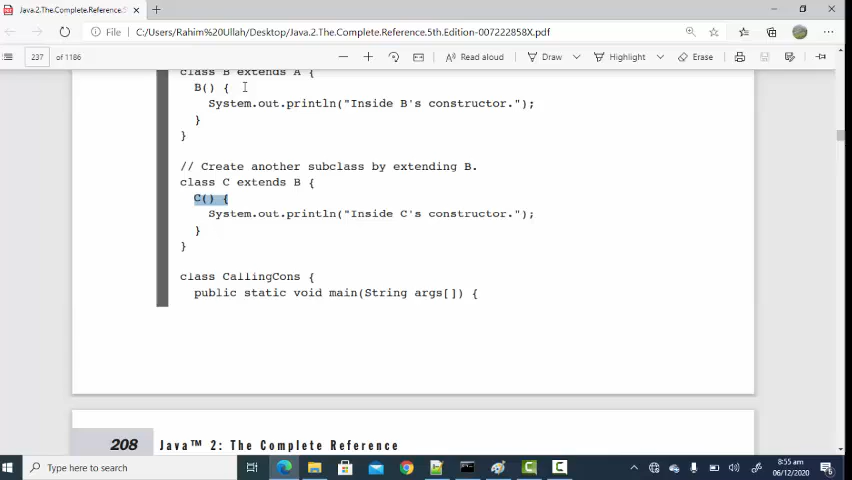 Java.2.The.Complete.Reference.5t
File
C:/Users/Rahim%20Ullah/Desktop/Java.2.The.Complete.Reference.5th.Edition-007222858X.pdf
237 of 1186
Read aloud
Draw
Highlight
Erase
class B extends A {
B() {
System.out.println("Inside B's constructor.");
}
}
// Create another subclass by extending B.
class C extends B {
C() {
System.out.println("Inside C's constructor.");
}
}
class CallingCons {
public static void main(String args[]) {
208 Java™ 2: The Complete Reference
Type here to search
8:55 am
06/12/2020